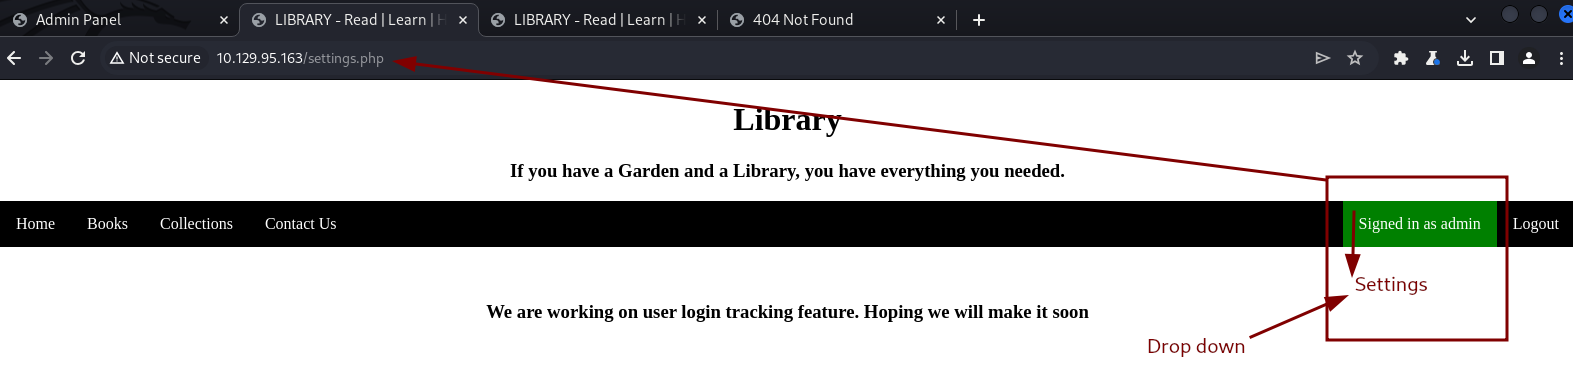 Admin Panel
LIBRARY - Read | Learn | H
LIBRARY - Read | Learn | H
404 Not Found
Not secure 10.129.95.163/settings.php
Library
If you have a Garden and a Library, you have everything you needed.
Home Books Collections Contact Us Signed in as admin Logout
Settings
We are working on user login tracking feature. Hoping we will make it soon
Drop down